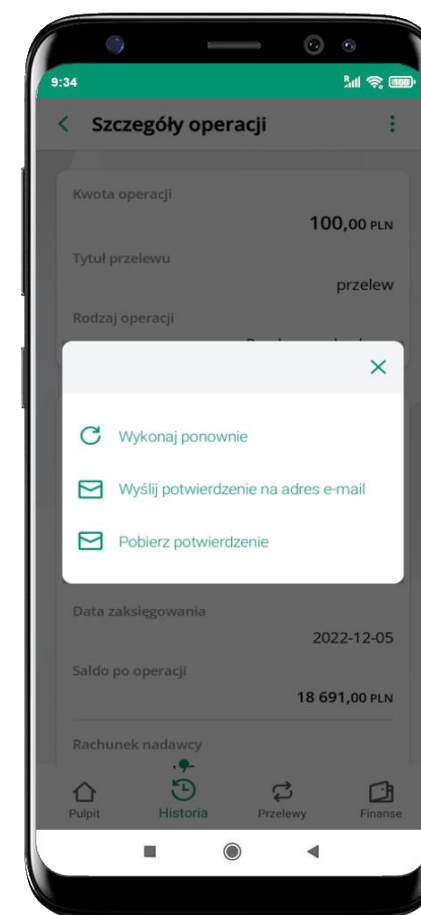 9:34
R
100
Szczegóły operacji
Kwota operacji
100,00 PLN
Tytuł przelewu
przelew
Rodzaj operacji
Wykonaj ponownie
Wyślij potwierdzenie na adres e-mail
Pobierz potwierdzenie
Data zaksięgowania
2022-12-05
Saldo po operacji
18 691,00 PLN
Rachunek nadawcy
Pulpit Historia Przelewy Finanse